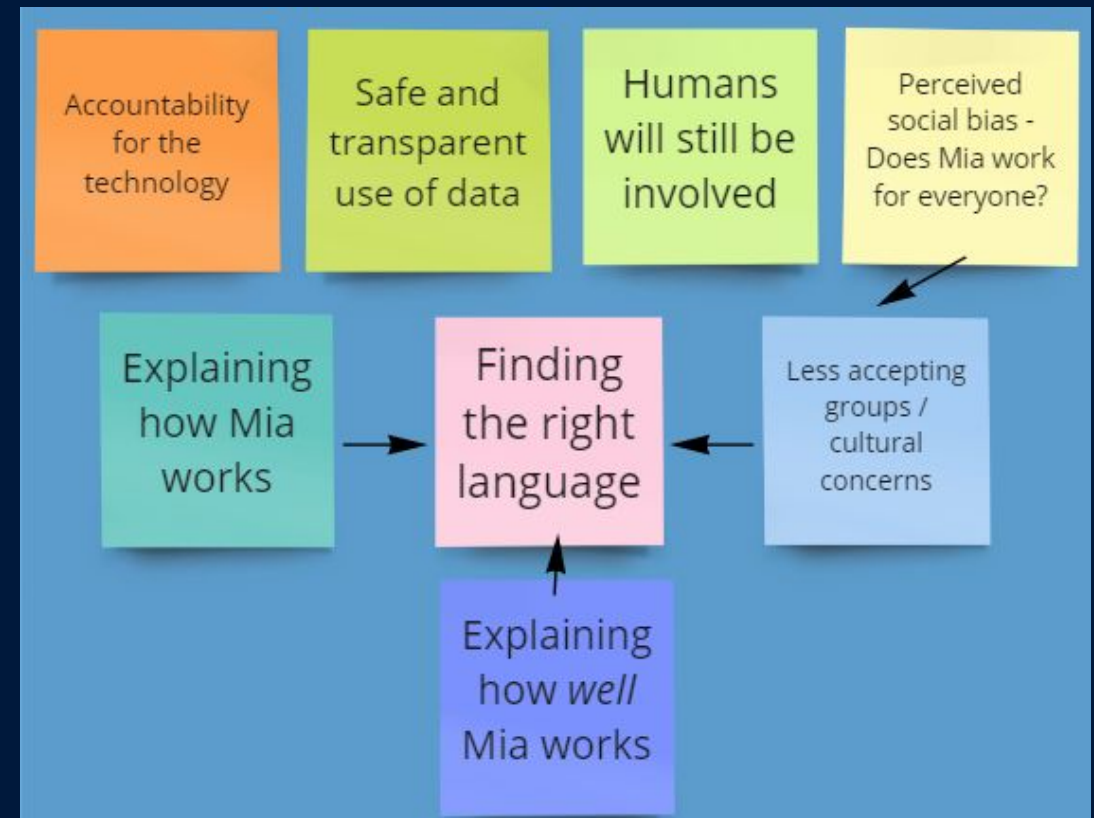 Accountability
for the
technology
Safe and
transparent
use of data
Humans
will still be
involved
Perceived
social bias -
Does Mia work
for everyone?
Explaining
how Mia
works
Finding
the right
language
Less accepting
groups /
cultural
concerns
Explaining
how well
Mia works